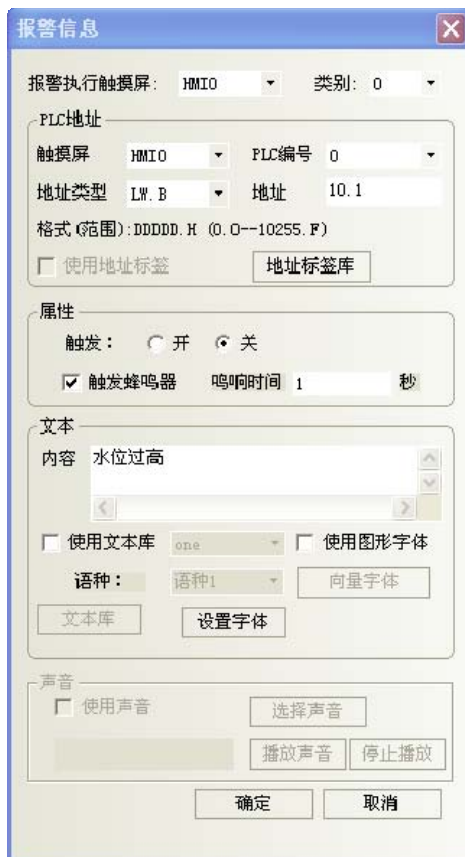 报警信息
报警执行触摸屏: HMI0 类别: 0
PLC地址
触摸屏 HMI0 PLC编号 0
地址类型 LW.B 地址 10.1
格式(范围):DDDDD.H (0.0--10255.F)
使用地址标签 地址标签库
属性
触发: 开 关
触发蜂鸣器 鸣响时间 1 秒
文本
内容 水位过高
使用文本库 one 使用图形字体
语种: 语种1 向量字体
文本库 设置字体
声音
使用声音 选择声音
播放声音 停止播放
确定 取消